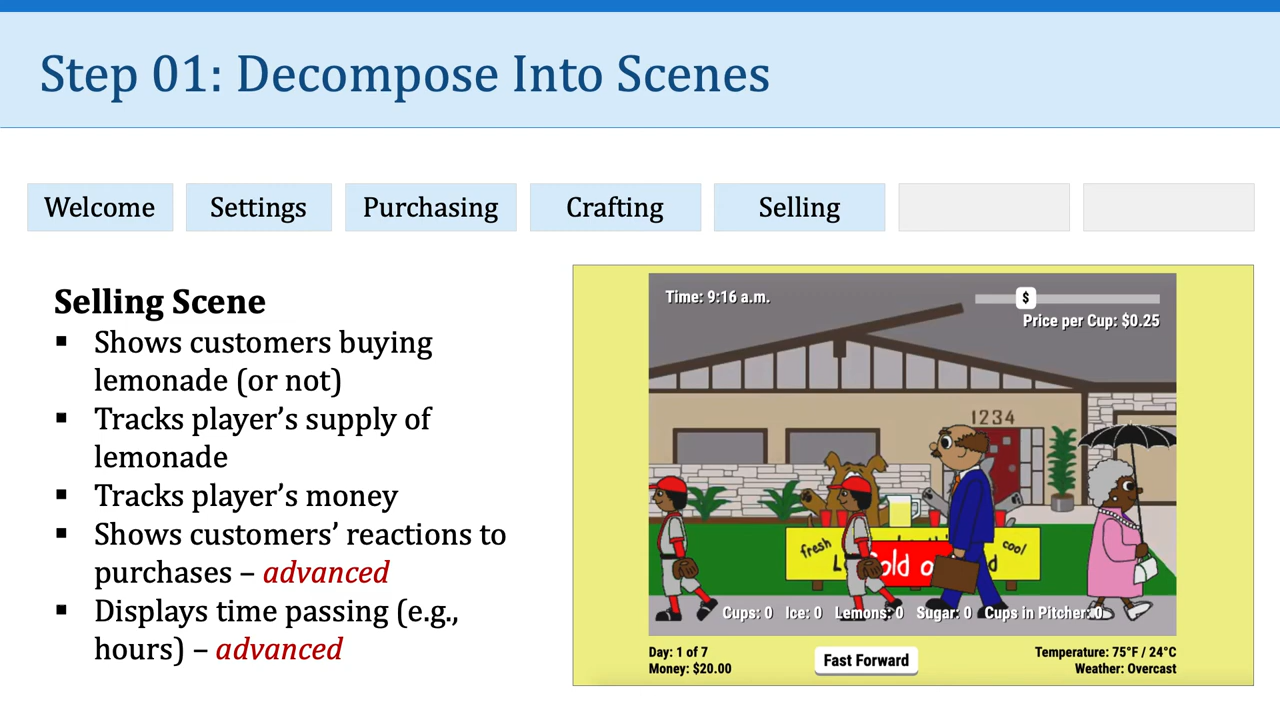 Step 01: Decompose Into Scenes
Welcome
Settings
Purchasing
Crafting
Selling
Selling Scene
▪ Shows customers buying
lemonade (or not)
▪ Tracks player’s supply of
lemonade
▪ Tracks player’s money
▪ Shows customers’ reactions to
purchases – advanced
▪ Displays time passing (e.g.,
hours) – advanced
Time: 9:16 a.m.
$
Price per Cup: $0.25
1234
fresh
cool
Cups: 0 Ice: 0 Lemons: 0 Sugar: 0 Cups in Pitcher: 0
Day: 1 of 7
Money: $20.00
Fast Forward
Temperature: 75°F / 24°C
Weather: Overcast